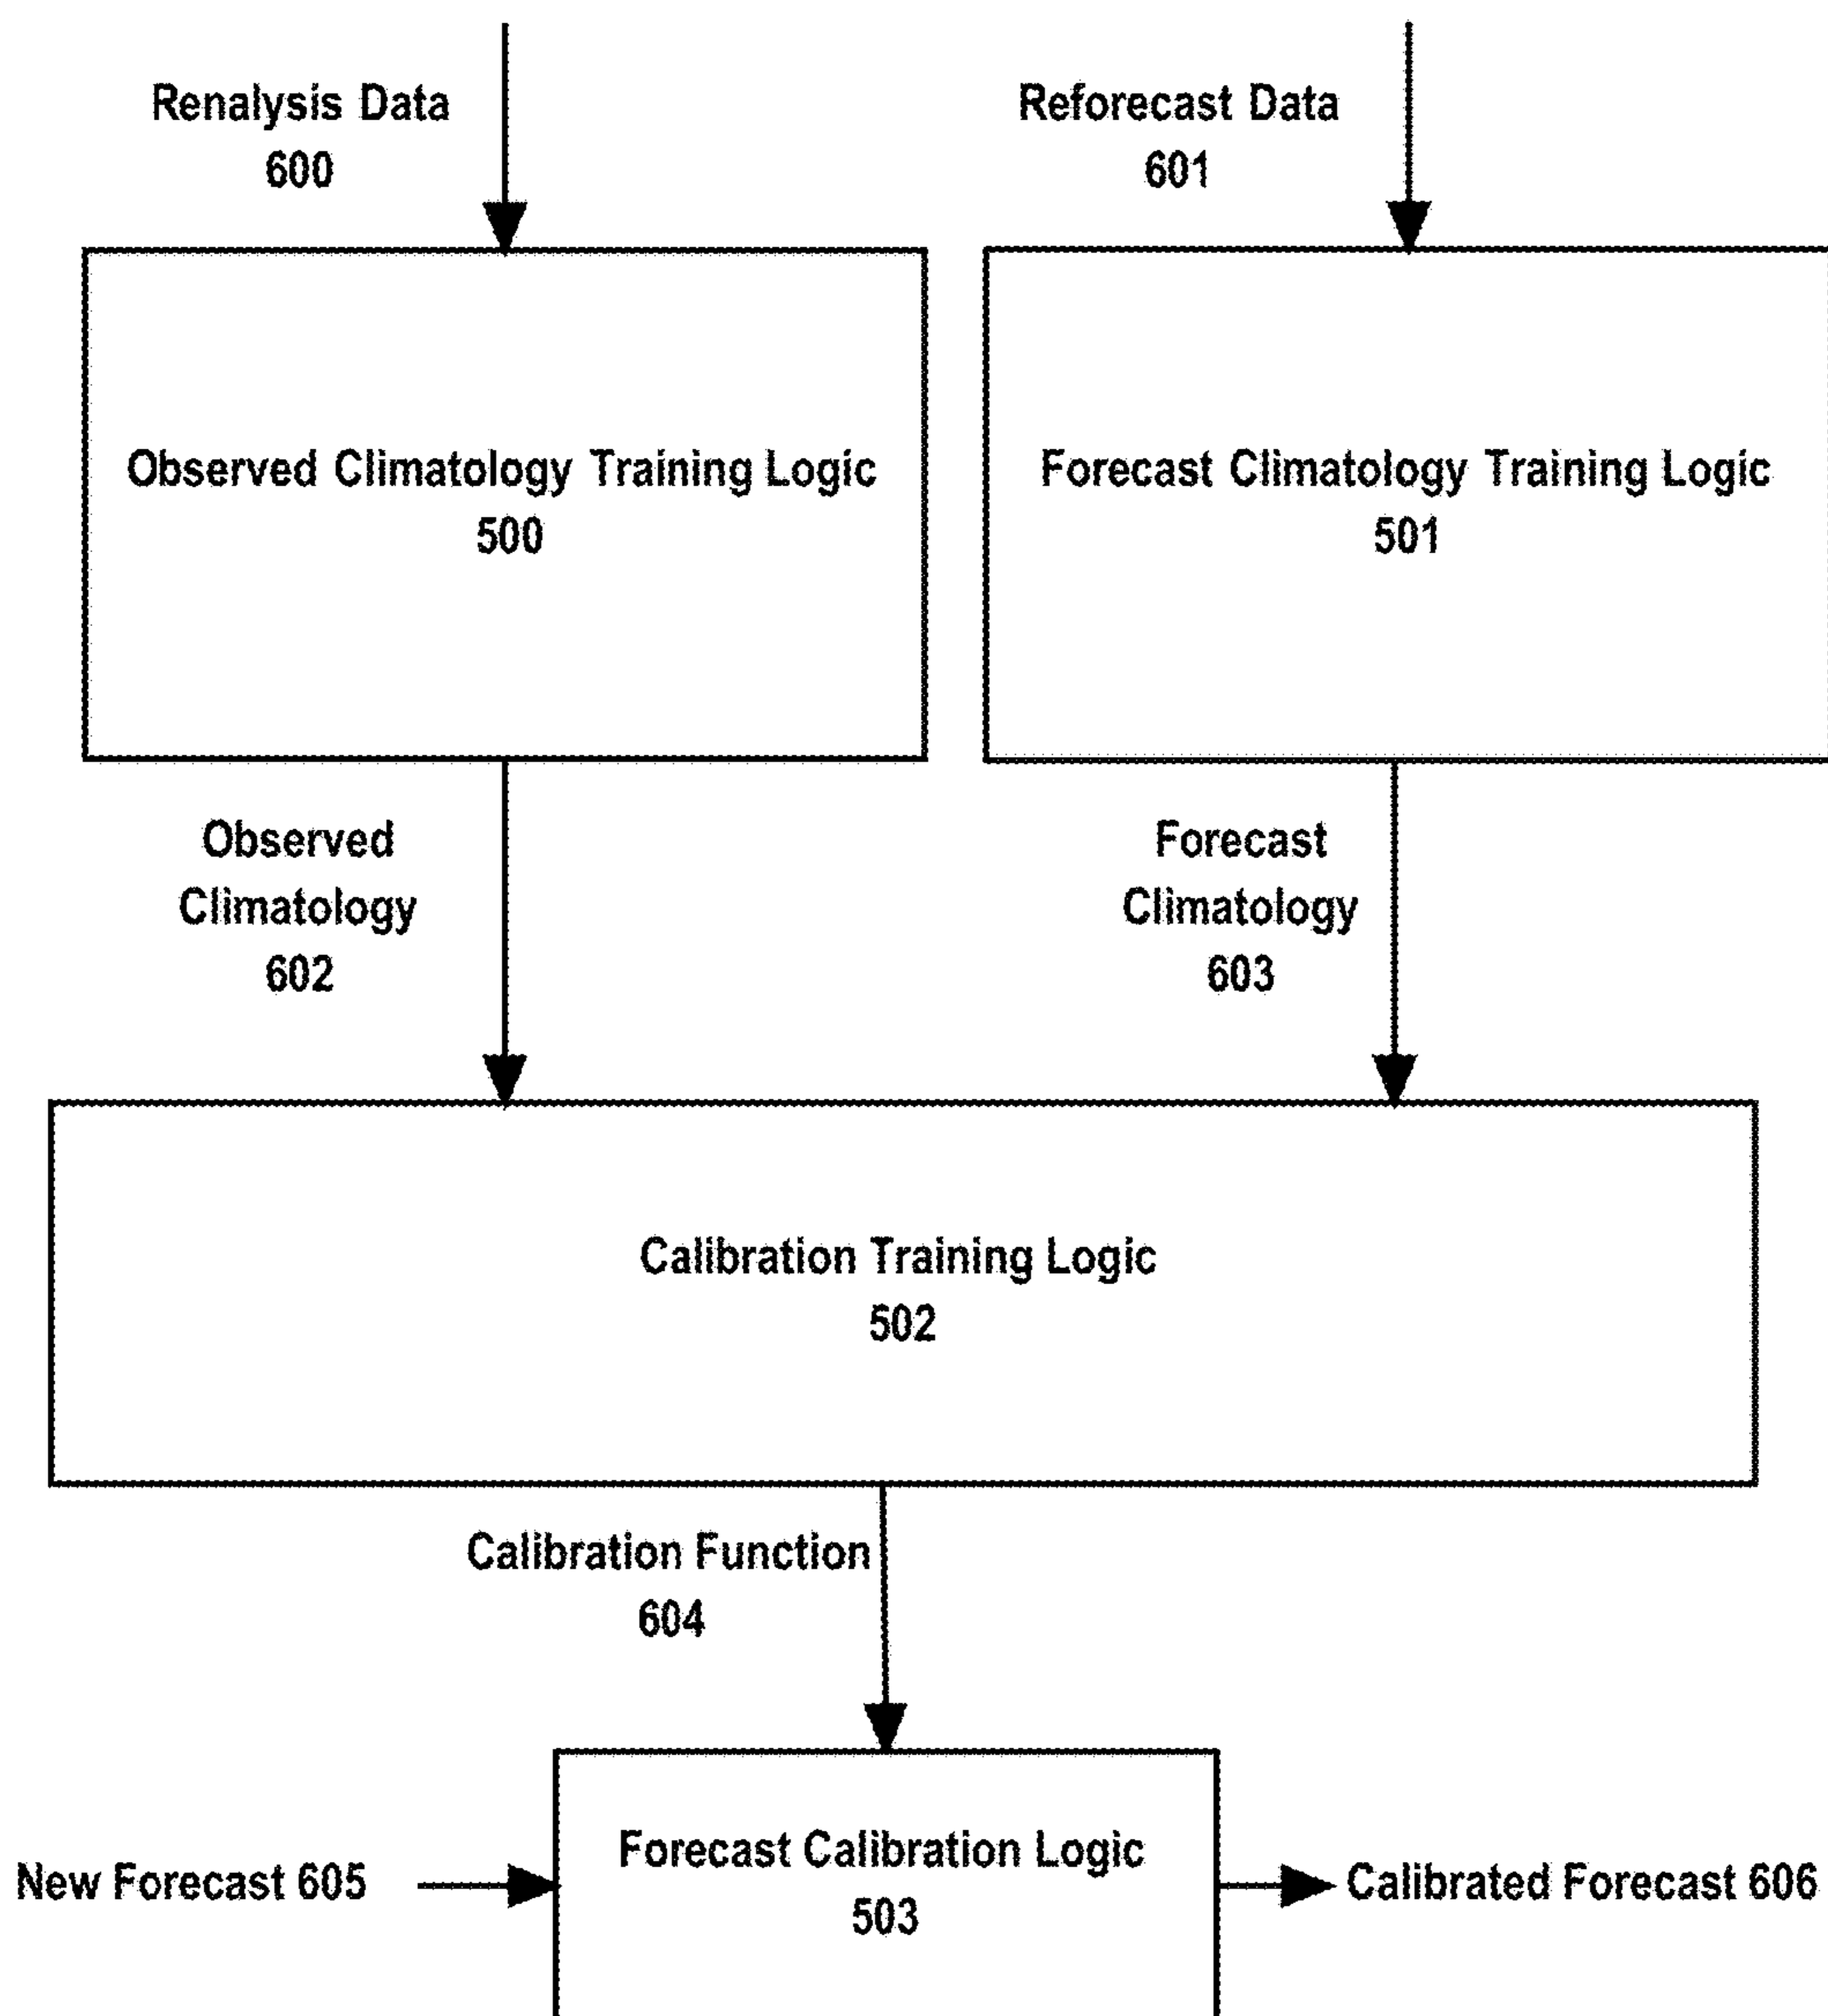 Renalysis Data
600
Reforecast Data
601
Observed Climatology Training Logic
500
Forecast Climatology Training Logic
501
Observed
Climatology
602
Forecast
Climatology
603
Calibration Training Logic
502
Calibration Function
604
New Forecast 605
Forecast Calibration Logic
503
Calibrated Forecast 606